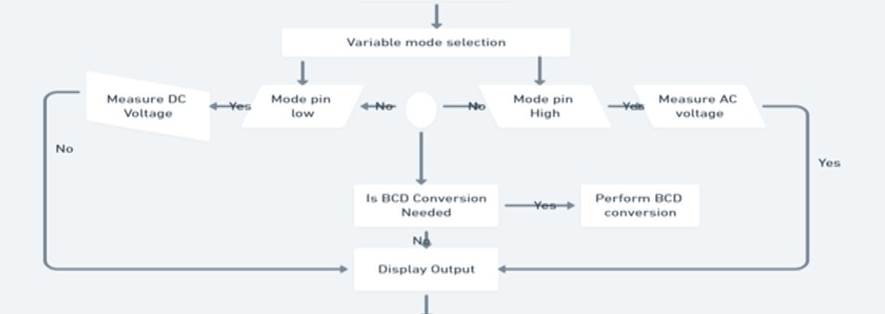 Variable mode selection
Measure DC
Voltage
Yes
Mode pin
low
No
No
Mode pin
High
Yes
Measure AC
voltage
No
Yes
Is BCD Conversion
Needed
Yes
Perform BCD
conversion
No
Display Output